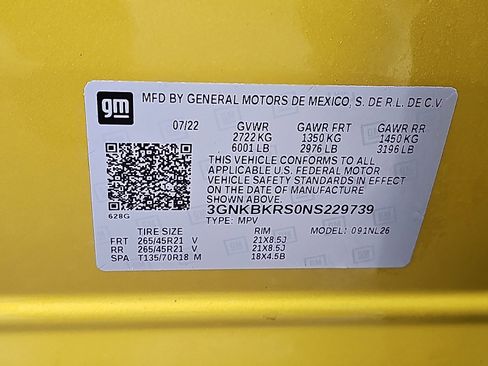 gm
MFD BY GENERAL MOTORS DE MEXICO, S. DE R.L. DE C.V
07/22 GVWR GAWR FRT GAWR RR
2722 KG 1350 KG 1450 KG
6001 LB 2976 LB 3196 LB
THIS VEHICLE CONFORMS TO ALL
APPLICABLE U.S. FEDERAL MOTOR
VEHICLE SAFETY STANDARDS IN EFFECT
ON THE DATE OF MANUFACTURE
SHOWN ABOVE.
3GNKBKRS0NS229739
TYPE: MPV MODEL: 091NL26
628G
TIRE SIZE RIM
FRT 265/45R21 V 21X8.5J
RR 265/45R21 V 21X8.5J
SPA T135/70R18 M 18X4.5B